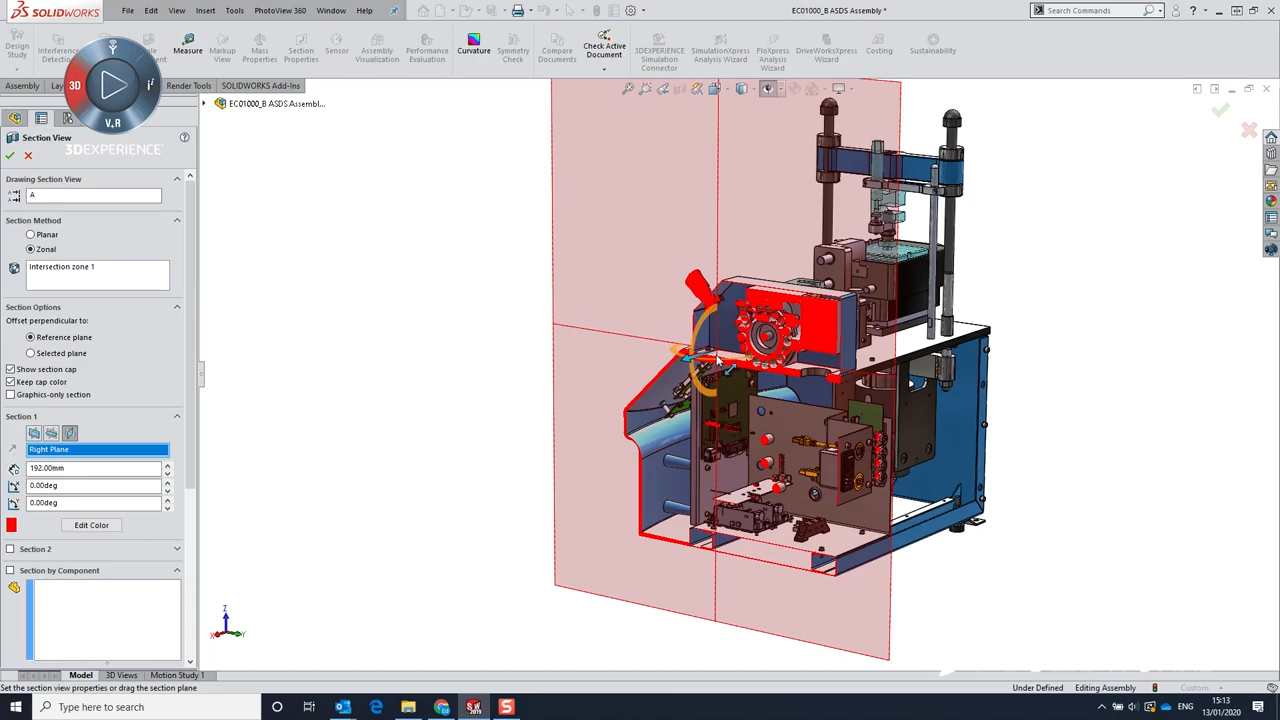 SOLIDWORKS
File
Edit
View
Insert
Tools
PhotoView 360
Window
Help
EC01000_B ASDS Assembly *
Search Commands
Design Study
Interference Detection
Measure
Markup View
Mass Properties
Section Properties
Sensor
Assembly Visualization
Performance Evaluation
Curvature
Symmetry Check
Compare Documents
Check Active Document
3DEXPERIENCE Simulation Connector
SimulationXpress Analysis Wizard
FloXpress Analysis Wizard
DriveWorksXpress Wizard
Costing
Sustainability
Assembly
Render Tools
SOLIDWORKS Add-Ins
3D
V.R
3DEXPERIENCE
EC01000_B ASDS Assembl...
Section View
Drawing Section View
A
Section Method
Planar
Zonal
Intersection zone 1
Section Options
Offset perpendicular to:
Reference plane
Selected plane
Show section cap
Keep cap color
Graphics-only section
Section 1
Right Plane
192.00mm
0.00deg
0.00deg
Edit Color
Section 2
Section by Component
Z
X
Y
Model
3D Views
Motion Study 1
Set the section view properties or drag the section plane
Under Defined
Editing Assembly
Custom
Type here to search
15:13
13/01/2020